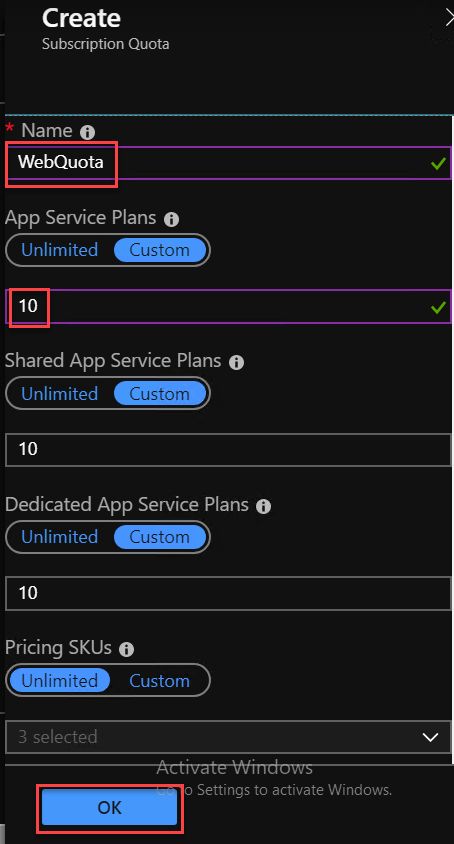 Create
Subscription Quota
* Name
WebQuota
App Service Plans
Unlimited Custom
10
Shared App Service Plans
Unlimited Custom
10
Dedicated App Service Plans
Unlimited Custom
10
Pricing SKUs
Unlimited Custom
3 selected
Activate Windows
Go to Settings to activate Windows.
OK